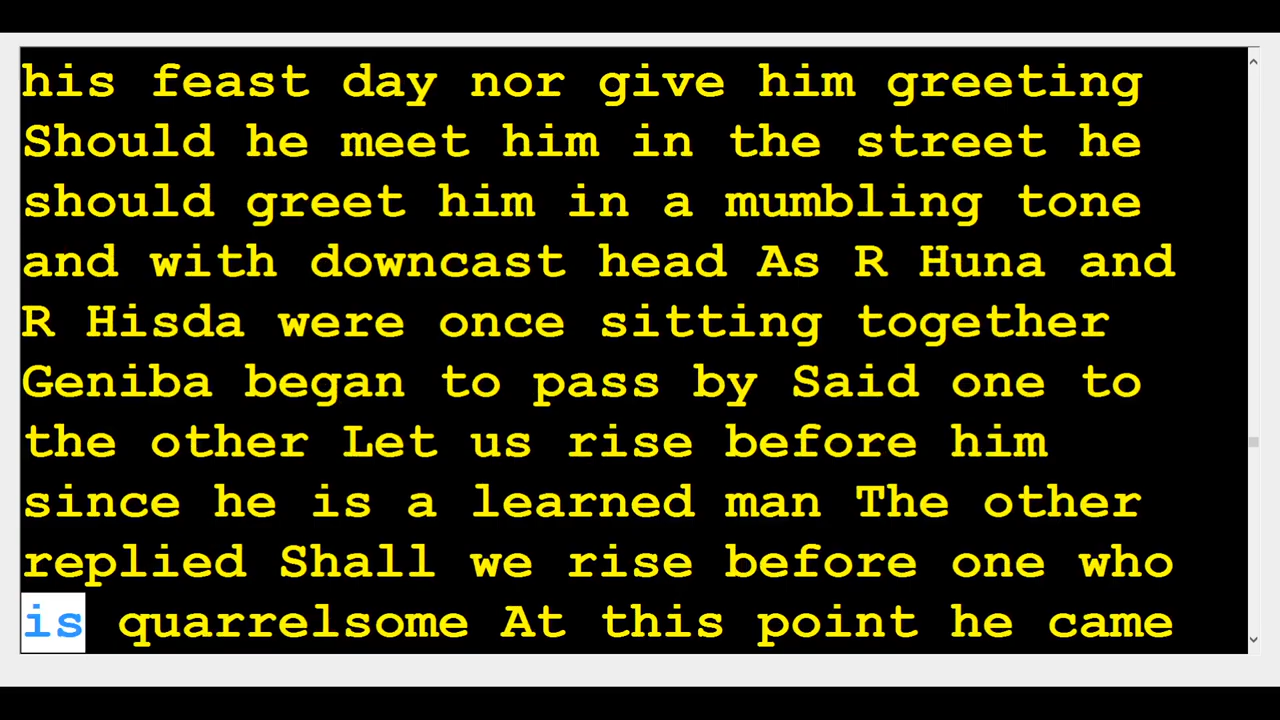 his feast day nor give him greeting
Should he meet him in the street he
should greet him in a mumbling tone
and with downcast head As R Huna and
R Hisda were once sitting together
Geniba began to pass by Said one to
the other Let us rise before him
since he is a learned man The other
replied Shall we rise before one who
is quarrelsome At this point he came